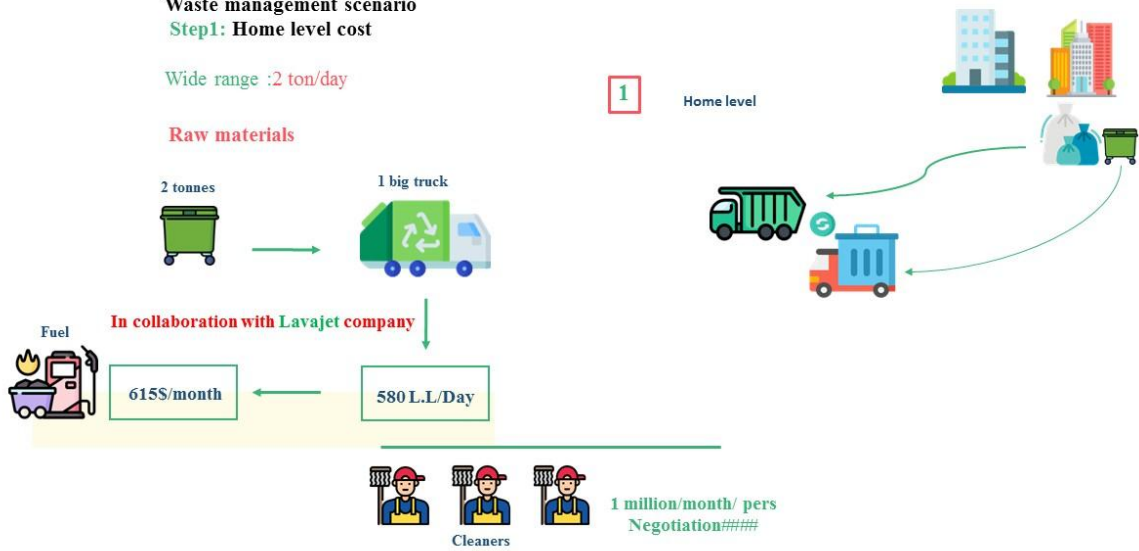 Waste management scenario
Step1: Home level cost
Wide range :2 ton/day
Raw materials
1
Home level
2 tonnes
1 big truck
In collaboration with Lavajet company
Fuel
615$/month
580 L.L/Day
1 million/month/ pers
Negotiation####
Cleaners